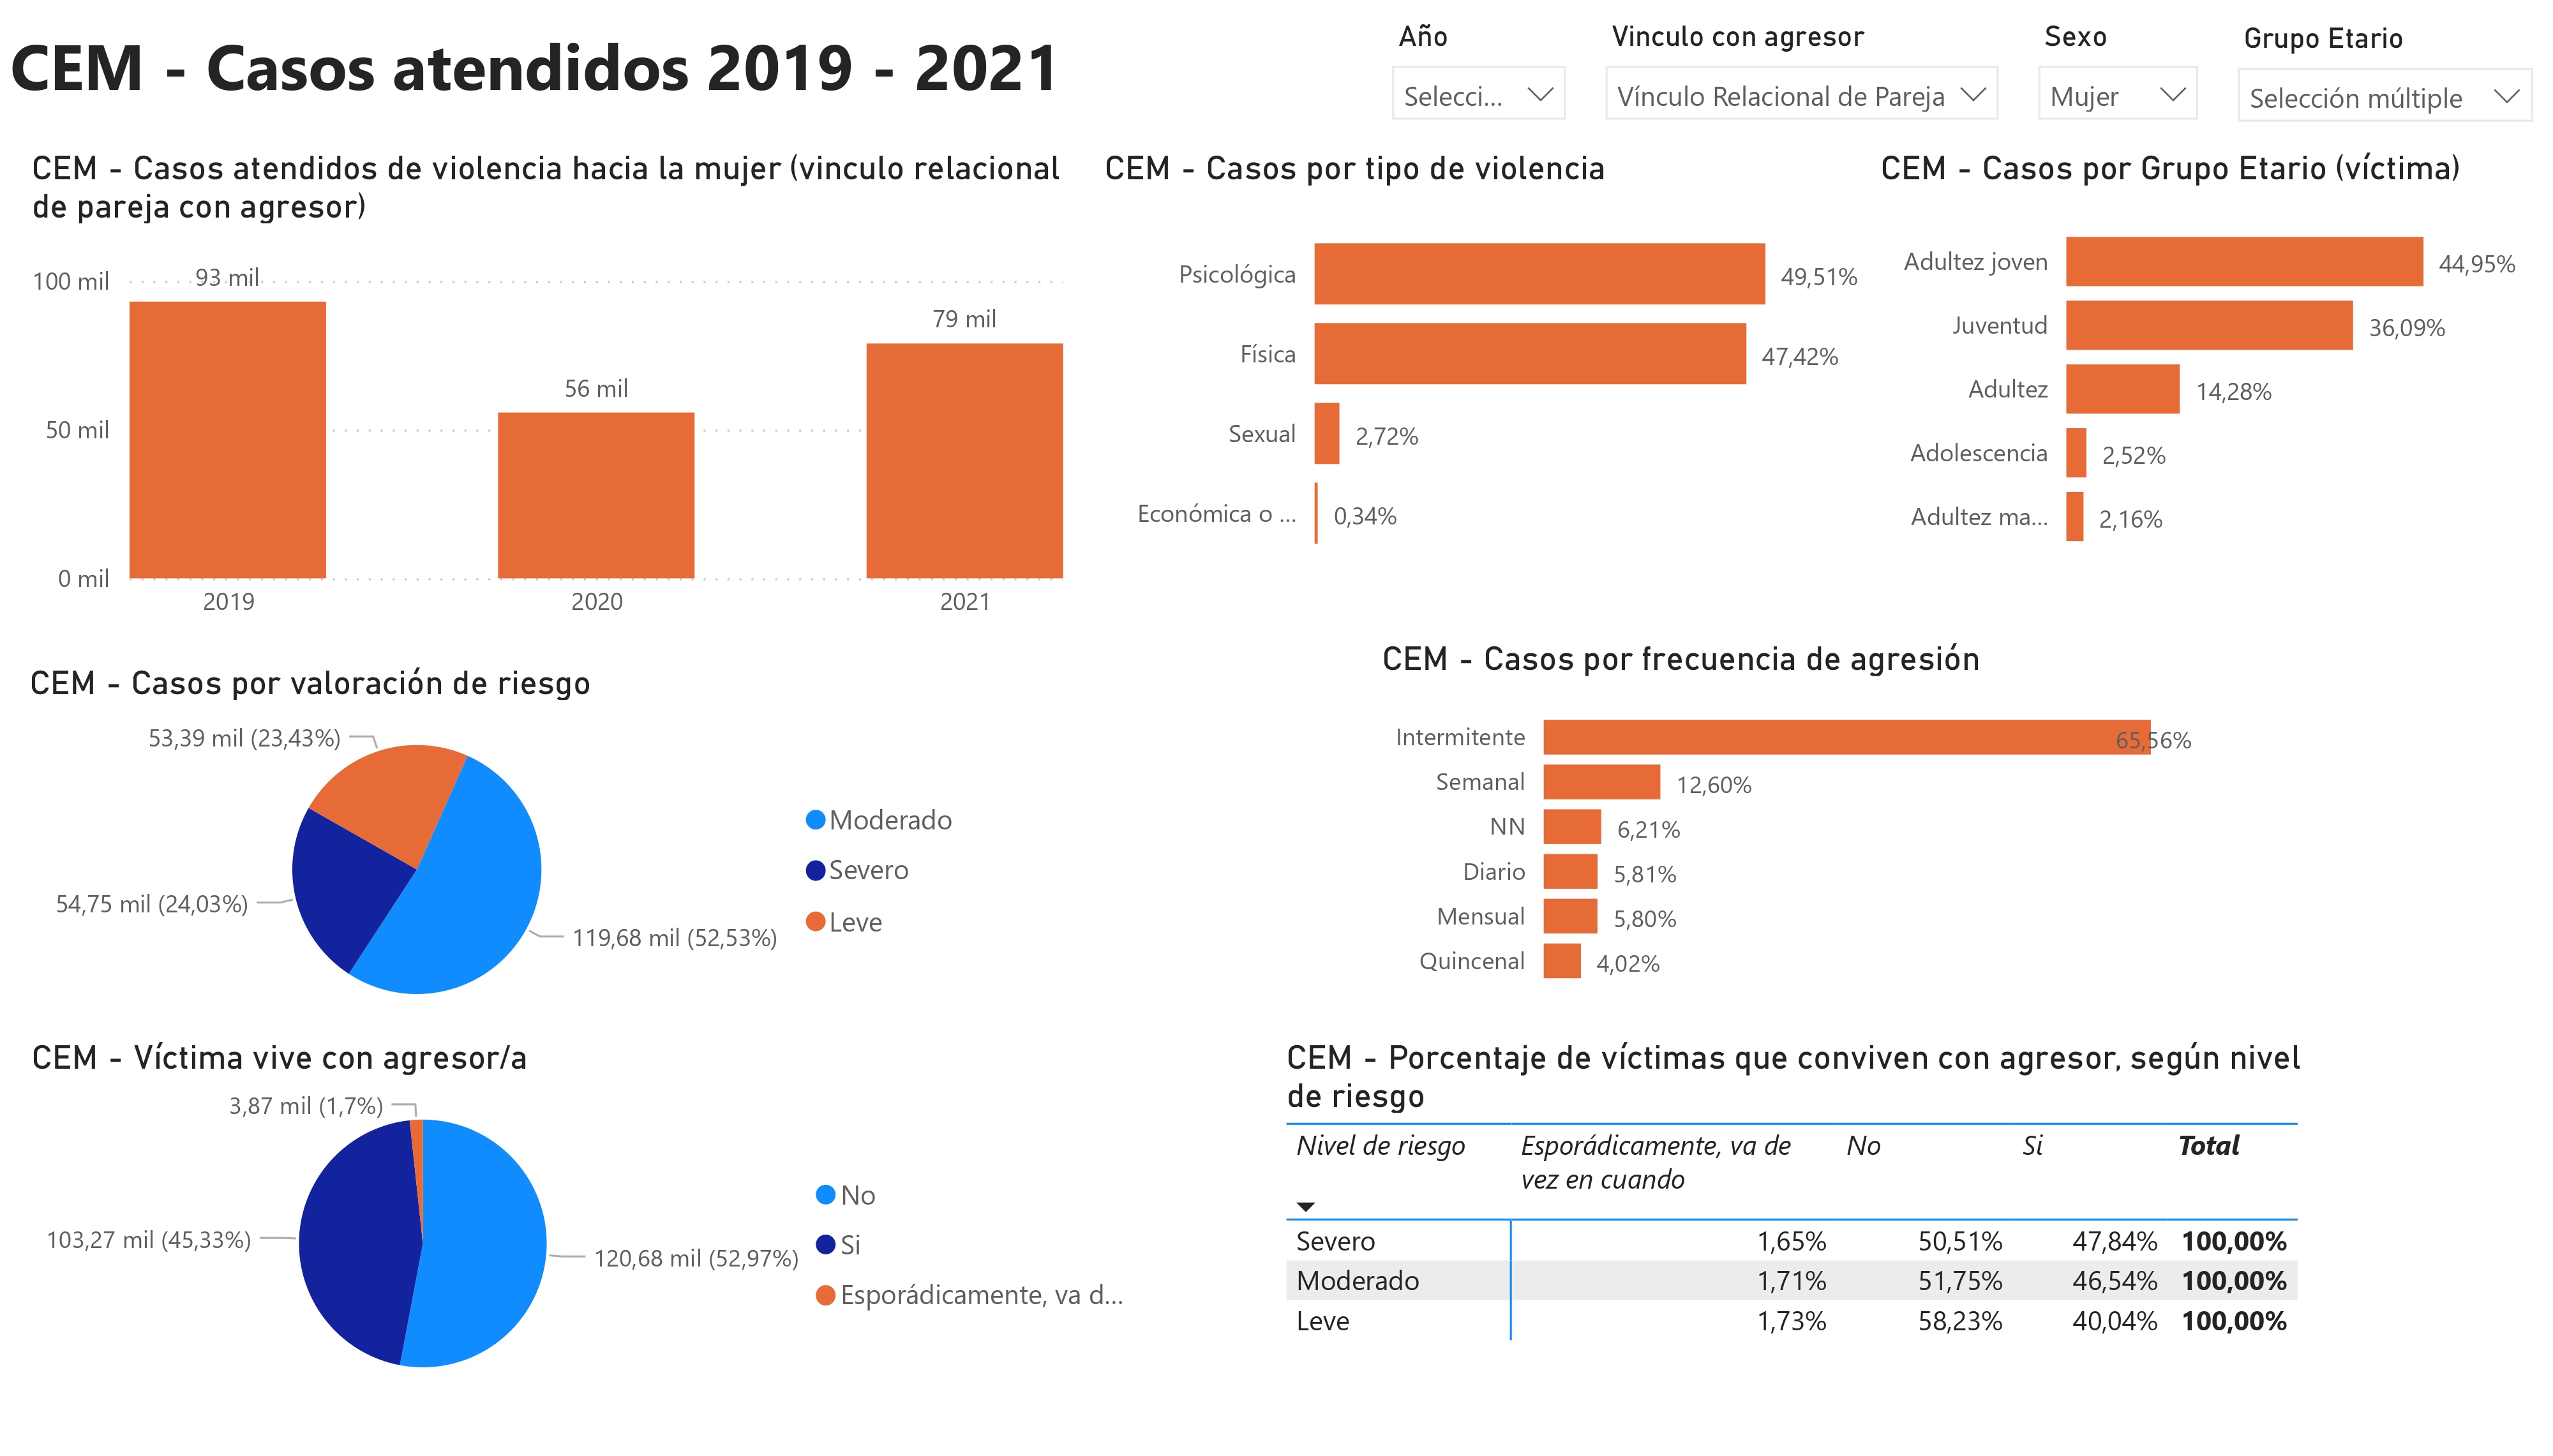 CEM - Casos atendidos 2019 - 2021
Año
Selecci...
Vinculo con agresor
Vínculo Relacional de Pareja
Sexo
Mujer
Grupo Etario
Selección múltiple
CEM - Casos atendidos de violencia hacia la mujer (vinculo relacional
de pareja con agresor)
100 mil
50 mil
0 mil
93 mil
56 mil
79 mil
2019
2020
2021
CEM - Casos por tipo de violencia
Psicológica 49,51%
Física 47,42%
Sexual 2,72%
Económica o ... 0,34%
CEM - Casos por Grupo Etario (víctima)
Adultez joven 44,95%
Juventud 36,09%
Adultez 14,28%
Adolescencia 2,52%
Adultez ma... 2,16%
CEM - Casos por valoración de riesgo
53,39 mil (23,43%)
54,75 mil (24,03%)
119,68 mil (52,53%)
Moderado
Severo
Leve
CEM - Casos por frecuencia de agresión
Intermitente 65,56%
Semanal 12,60%
NN 6,21%
Diario 5,81%
Mensual 5,80%
Quincenal 4,02%
CEM - Víctima vive con agresor/a
3,87 mil (1,7%)
103,27 mil (45,33%)
120,68 mil (52,97%)
No
Si
Esporádicamente, va d...
CEM - Porcentaje de víctimas que conviven con agresor, según nivel
de riesgo
Nivel de riesgo Esporádicamente, va de No Si Total
vez en cuando
Severo 1,65% 50,51% 47,84% 100,00%
Moderado 1,71% 51,75% 46,54% 100,00%
Leve 1,73% 58,23% 40,04% 100,00%